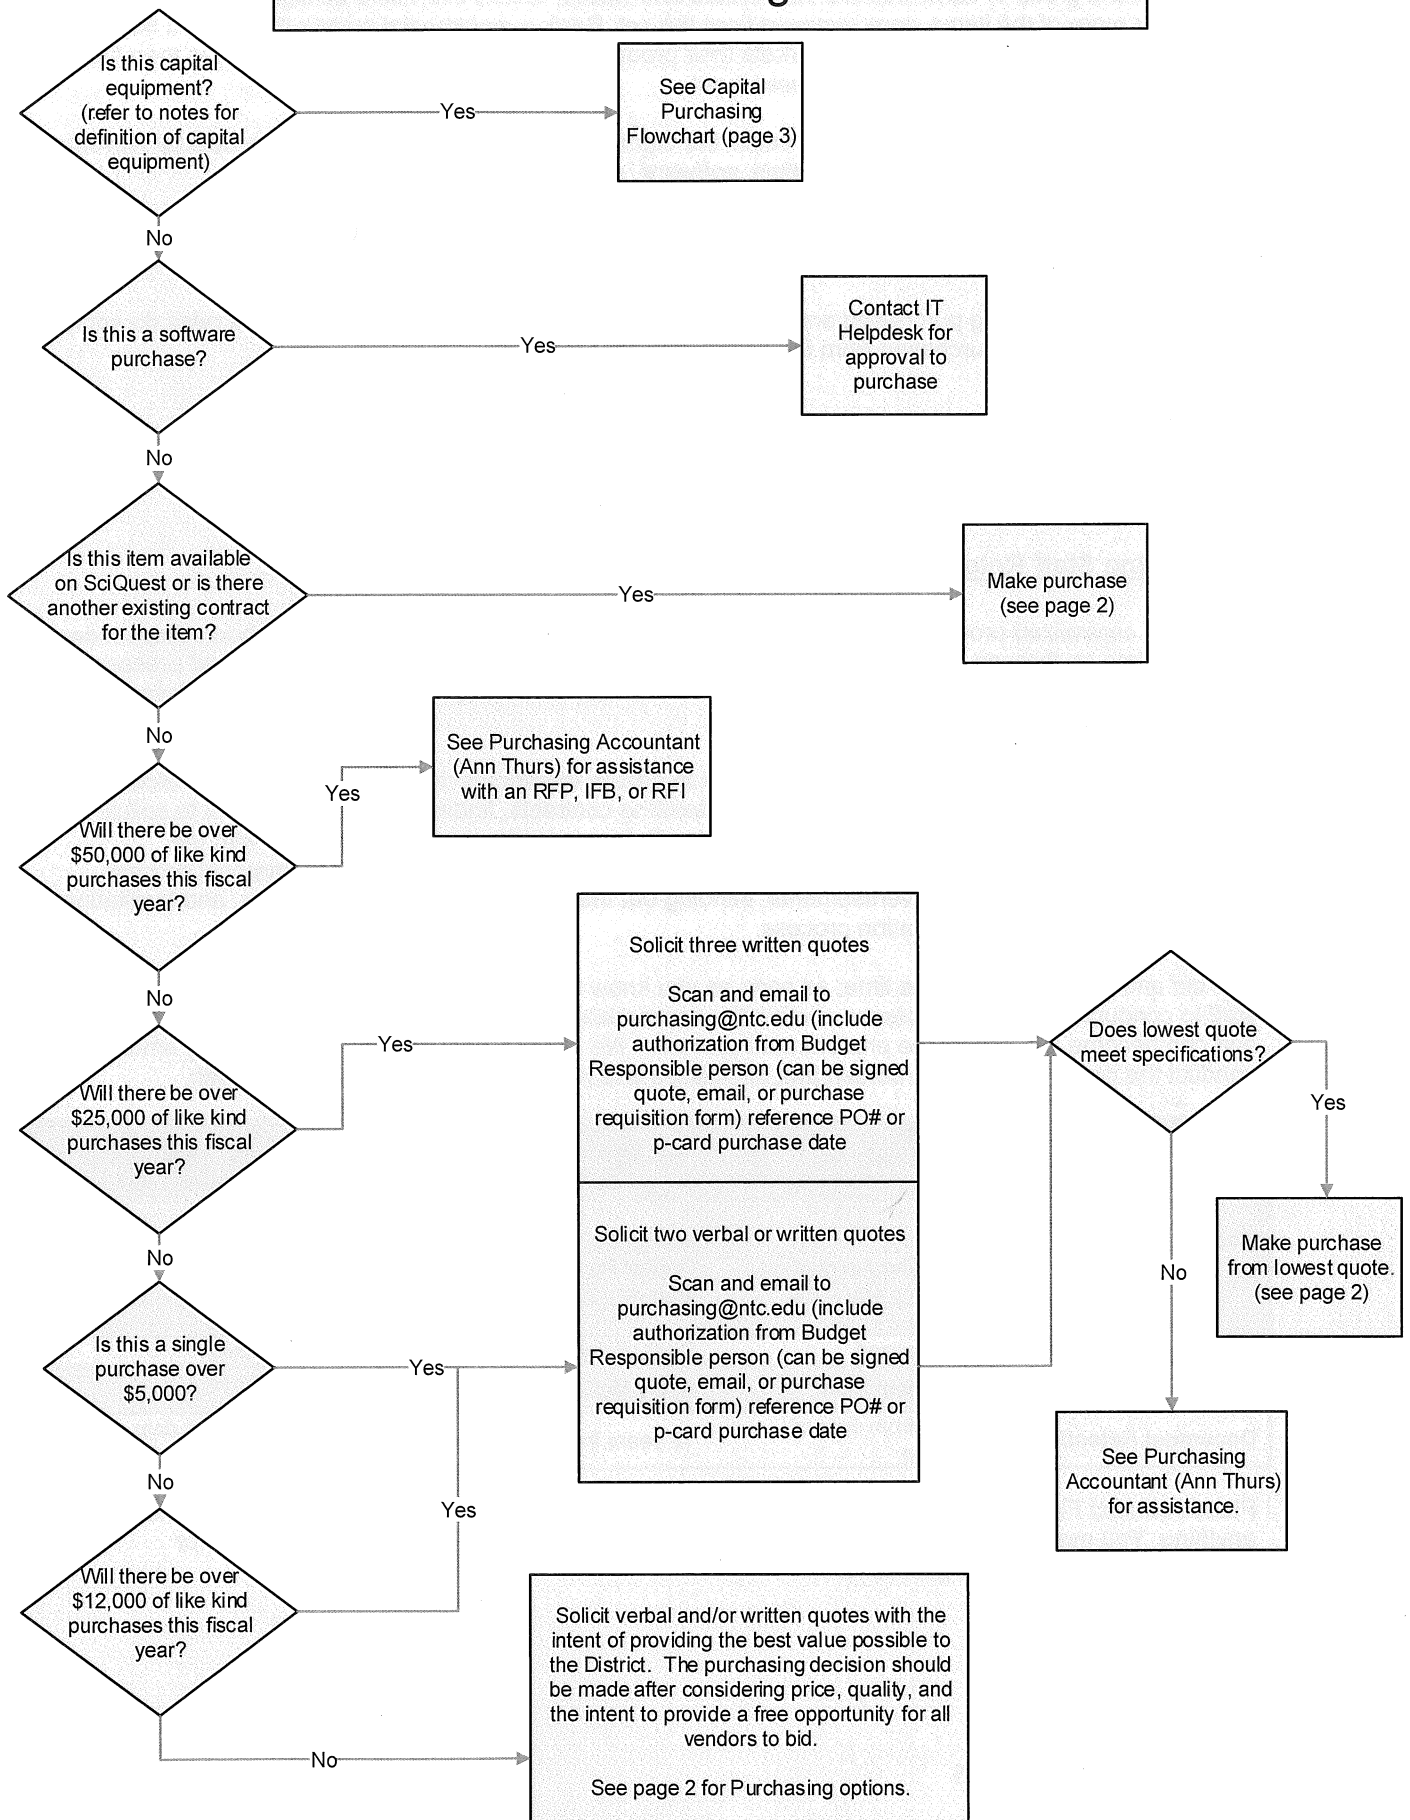 Is this capital
equipment?
(refer to notes for
definition of capital
equipment)
Yes
See Capital
Purchasing
Flowchart (page 3)
No
Is this a software
purchase?
Yes
Contact IT
Helpdesk for
approval to
purchase
No
Is this item available
on SciQuest or is there
another existing contract
for the item?
Yes
Make purchase
(see page 2)
No
Will there be over
$50,000 of like kind
purchases this fiscal
year?
Yes
See Purchasing Accountant
(Ann Thurs) for assistance
with an RFP, IFB, or RFI
No
Will there be over
$25,000 of like kind
purchases this fiscal
year?
Yes
Solicit three written quotes
Scan and email to
purchasing@ntc.edu (include
authorization from Budget
Responsible person (can be signed
quote, email, or purchase
requisition form) reference PO# or
p-card purchase date
Does lowest quote
meet specifications?
Yes
Make purchase
from lowest quote.
(see page 2)
No
See Purchasing
Accountant (Ann Thurs)
for assistance.
No
Is this a single
purchase over
$5,000?
Yes
Solicit two verbal or written quotes
Scan and email to
purchasing@ntc.edu (include
authorization from Budget
Responsible person (can be signed
quote, email, or purchase
requisition form) reference PO# or
p-card purchase date
No
Will there be over
$12,000 of like kind
purchases this fiscal
year?
Yes
No
Solicit verbal and/or written quotes with the
intent of providing the best value possible to
the District. The purchasing decision should
be made after considering price, quality, and
the intent to provide a free opportunity for all
vendors to bid.
See page 2 for Purchasing options.